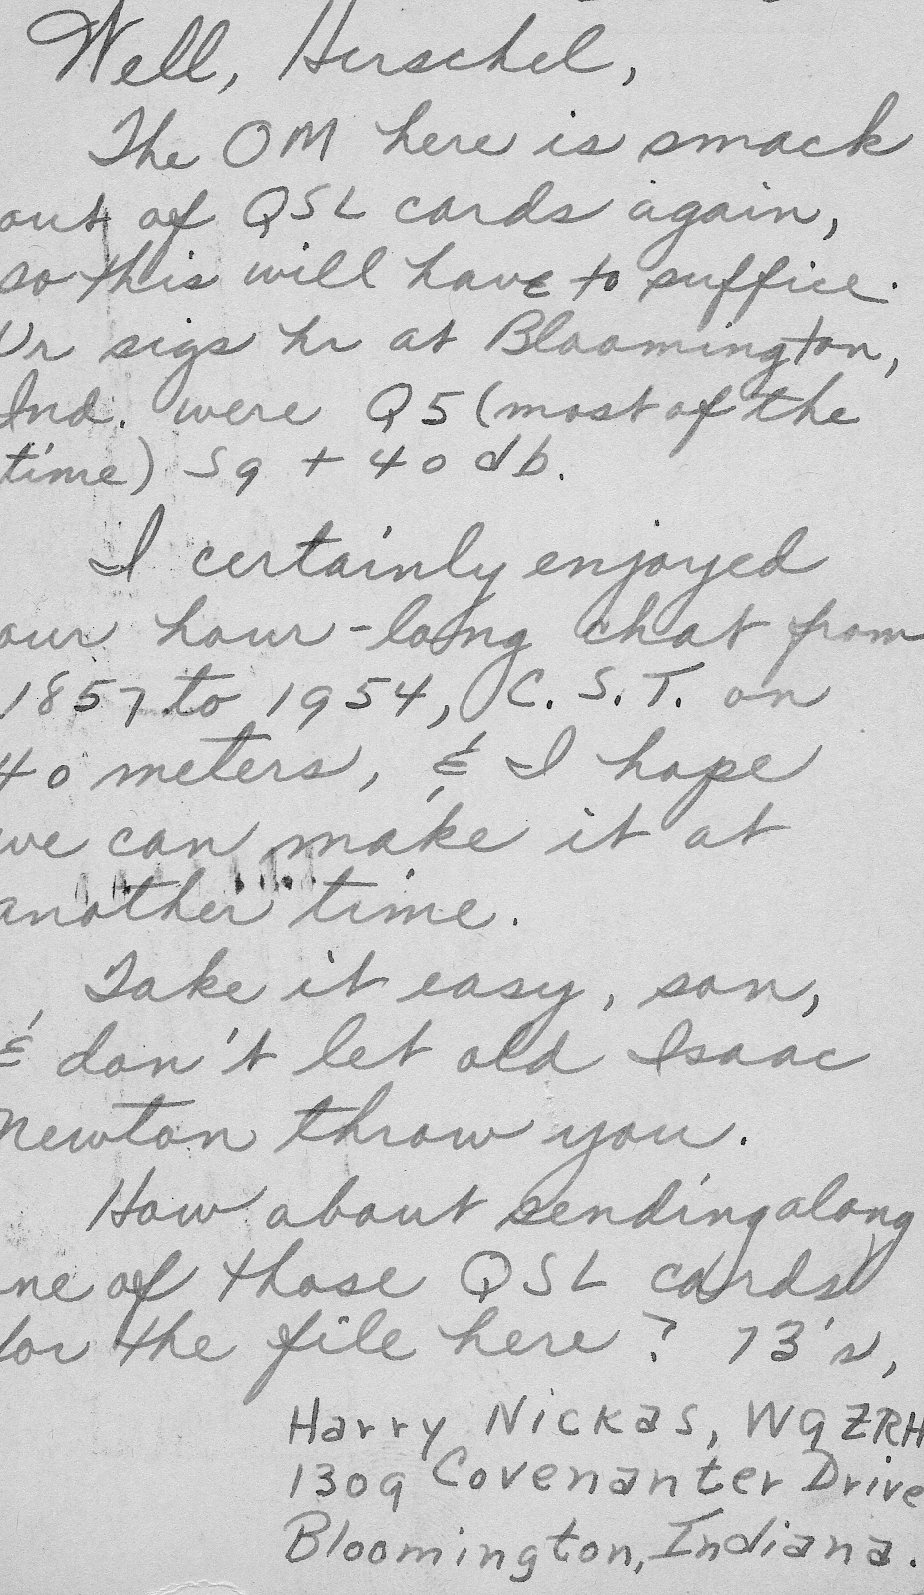 Well, Herschel,
The OM here is smack
out of QSL cards again,
so this will have to suffice.
Ur sigs hr at Bloomington,
Ind. were Q5 (most of the
time) S9 + 40 db.
I certainly enjoyed
our hour-long chat from
1857 to 1954, C.S.T. on
40 meters, & I hope
we can make it at
another time.
Take it easy, son,
& don't let old Isaac
Newton throw you.
How about sending along
one of those QSL cards
for the file here? 73's,
Harry Nickas, W9ZRH
1309 Covenanter Drive
Bloomington, Indiana.